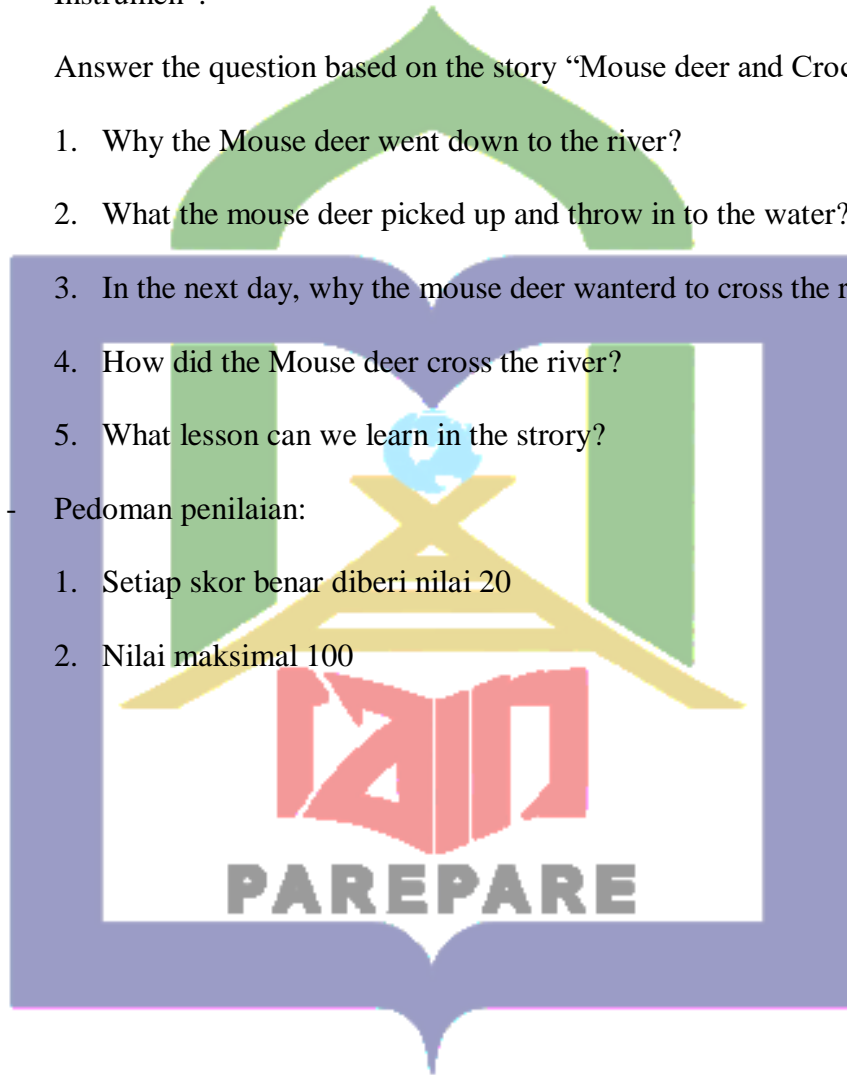 Instrumen :
Answer the question based on the story “Mouse deer and Croc
1. Why the Mouse deer went down to the river?
2. What the mouse deer picked up and throw in to the water?
3. In the next day, why the mouse deer wanterd to cross the r
4. How did the Mouse deer cross the river?
5. What lesson can we learn in the strory?
- Pedoman penilaian:
1. Setiap skor benar diberi nilai 20
2. Nilai maksimal 100
iain
PAREPARE